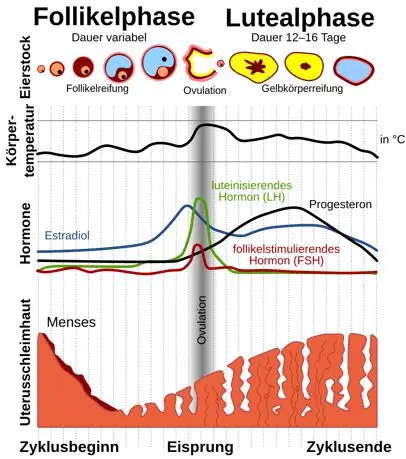 Follikelphase Lutealphase
Dauer variabel Dauer 12–16 Tage
Eierstock
Follikelreifung Ovulation Gelbkörperreifung
Körper-
temperatur
in °C
Hormone
luteinisierendes
Hormon (LH)
Progesteron
Estradiol
follikelstimulierendes
Hormon (FSH)
Uterusschleimhaut
Menses
Ovulation
Zyklusbeginn Eisprung Zyklusende